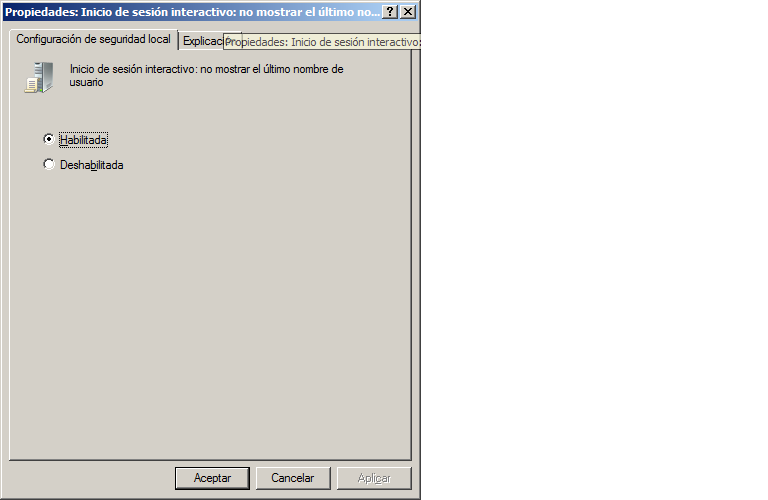 Propiedades: Inicio de sesión interactivo: no mostrar el último no...
Configuración de seguridad local
Explicación
Propiedades: Inicio de sesión interactivo:
Inicio de sesión interactivo: no mostrar el último nombre de
usuario
Habilitada
Deshabilitada
Aceptar
Cancelar
Aplicar